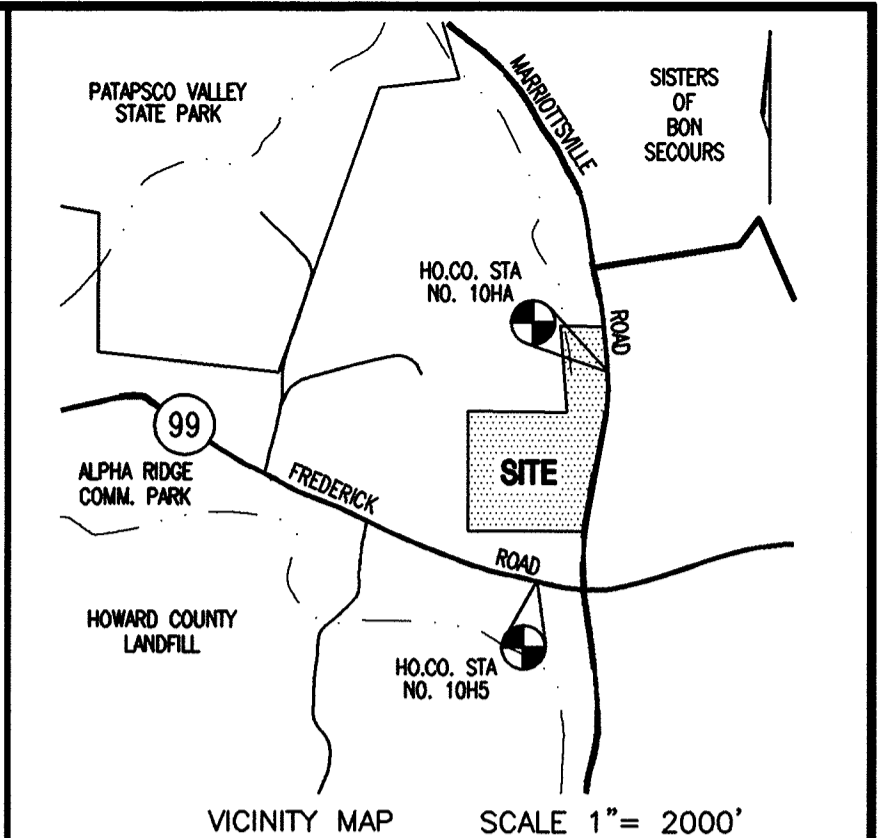 PATAPSCO VALLEY
STATE PARK
MARRIOTTSVILLE
ROAD
SISTERS
OF
BON
SECOURS
HO.CO. STA
NO. 10HA
99
ALPHA RIDGE
COMM. PARK
FREDERICK
ROAD
SITE
HOWARD COUNTY
LANDFILL
HO.CO. STA
NO. 10H5
VICINITY MAP SCALE 1"= 2000'